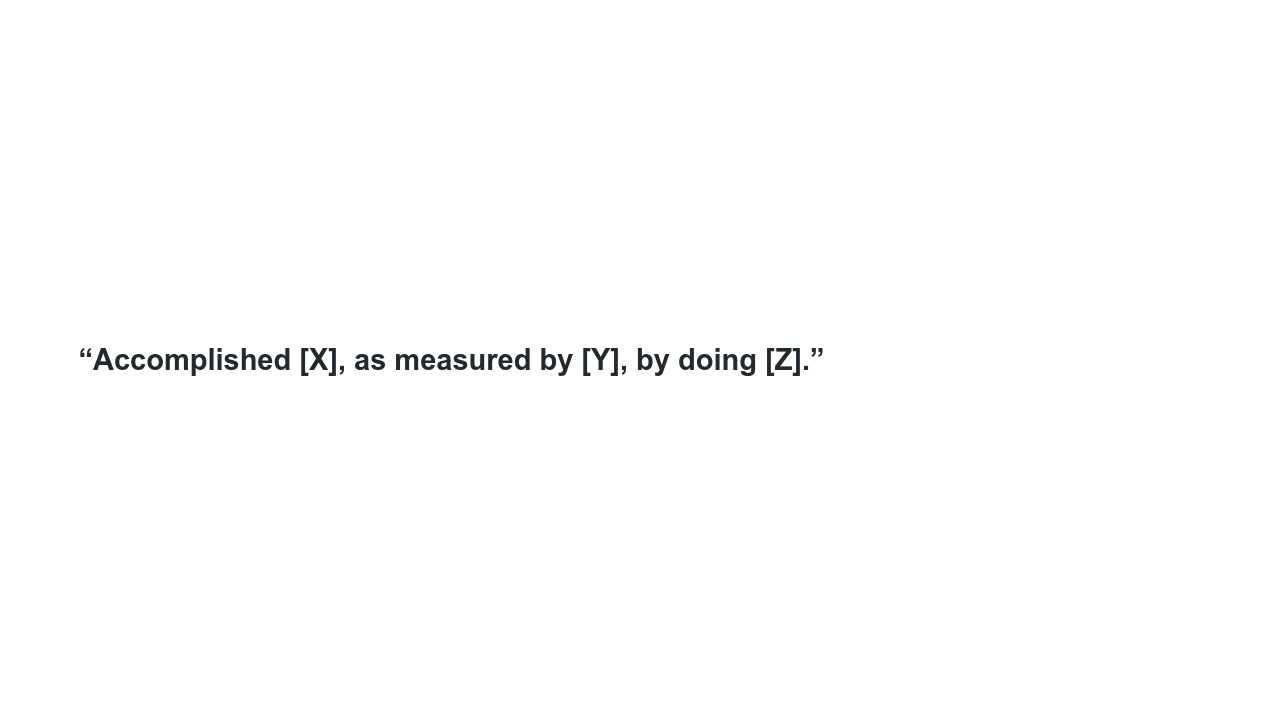 “Accomplished [X], as measured by [Y], by doing [Z].”